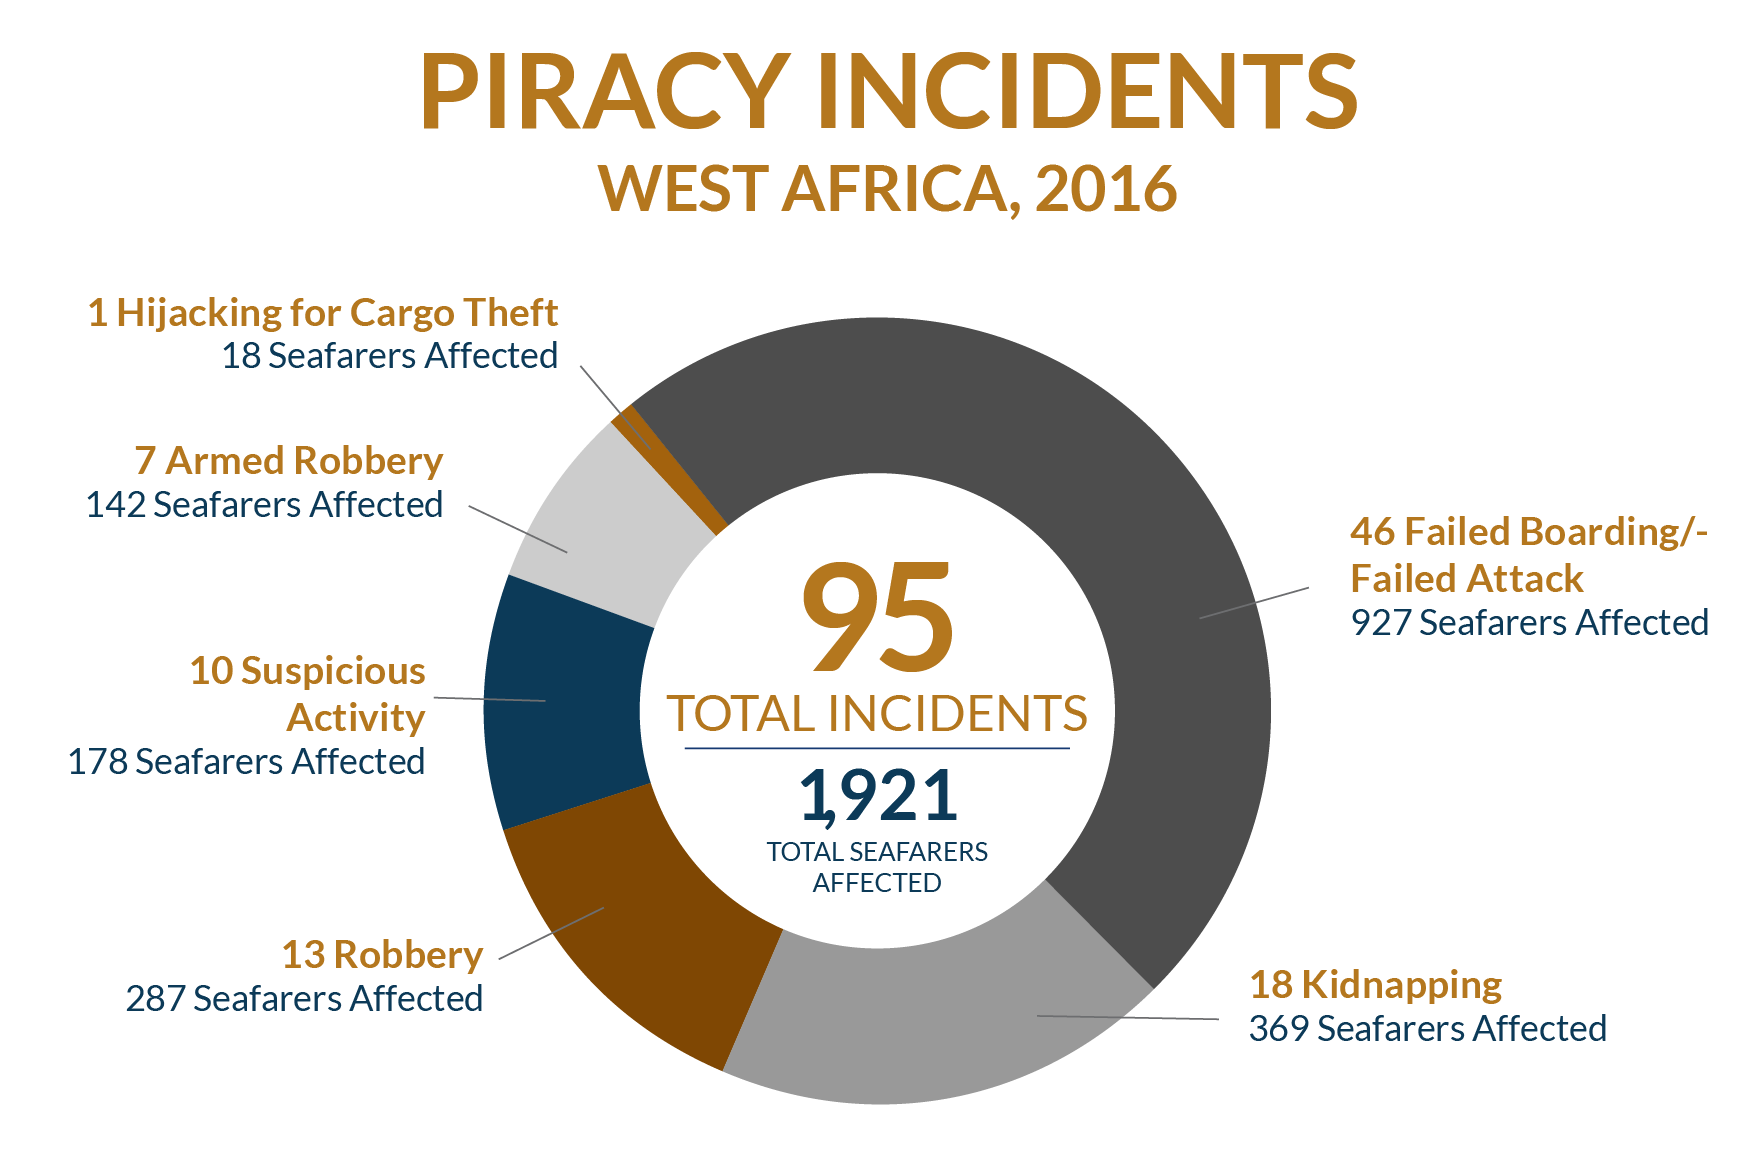 PIRACY INCIDENTS
WEST AFRICA, 2016
1 Hijacking for Cargo Theft
18 Seafarers Affected
7 Armed Robbery
142 Seafarers Affected
10 Suspicious
Activity
178 Seafarers Affected
13 Robbery
287 Seafarers Affected
95
TOTAL INCIDENTS
1,921
TOTAL SEAFARERS
AFFECTED
46 Failed Boarding/-
Failed Attack
927 Seafarers Affected
18 Kidnapping
369 Seafarers Affected